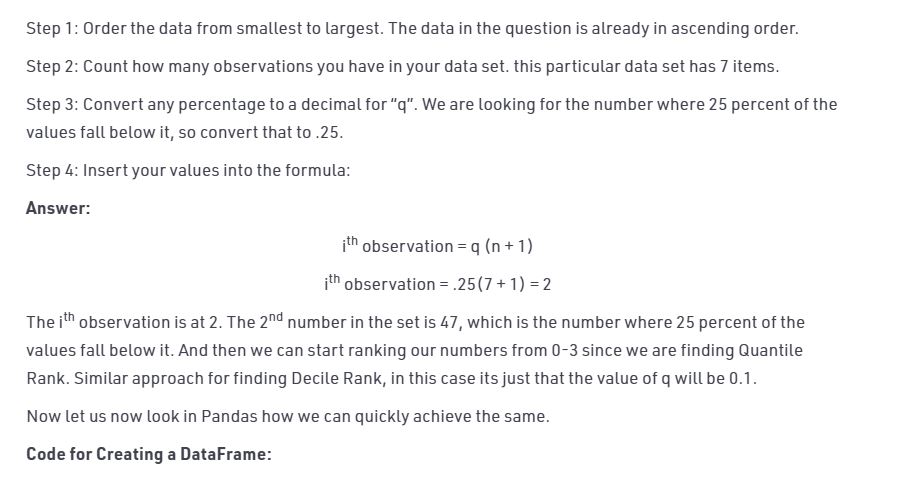 Step 1: Order the data from smallest to largest. The data in the question is already in ascending order.
Step 2: Count how many observations you have in your data set. this particular data set has 7 items.
Step 3: Convert any percentage to a decimal for “q”. We are looking for the number where 25 percent of the
values fall below it, so convert that to .25.
Step 4: Insert your values into the formula:
Answer:
ith observation = q (n + 1)
ith observation = .25(7 + 1) = 2
The ith observation is at 2. The 2nd number in the set is 47, which is the number where 25 percent of the
values fall below it. And then we can start ranking our numbers from 0-3 since we are finding Quantile
Rank. Similar approach for finding Decile Rank, in this case its just that the value of q will be 0.1.
Now let us now look in Pandas how we can quickly achieve the same.
Code for Creating a DataFrame: